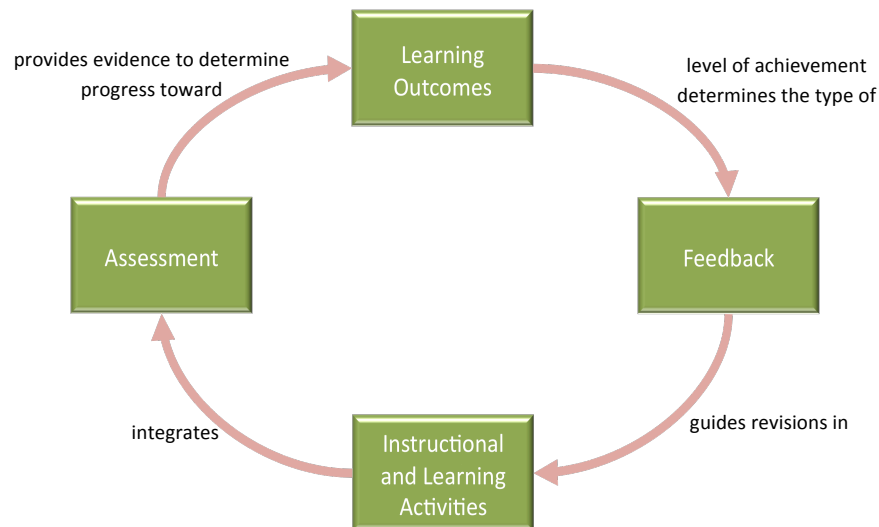 provides evidence to determine
progress toward
Learning
Outcomes
level of achievement
determines the type of
Assessment
Feedback
integrates
guides revisions in
Instructional
and Learning
Activities